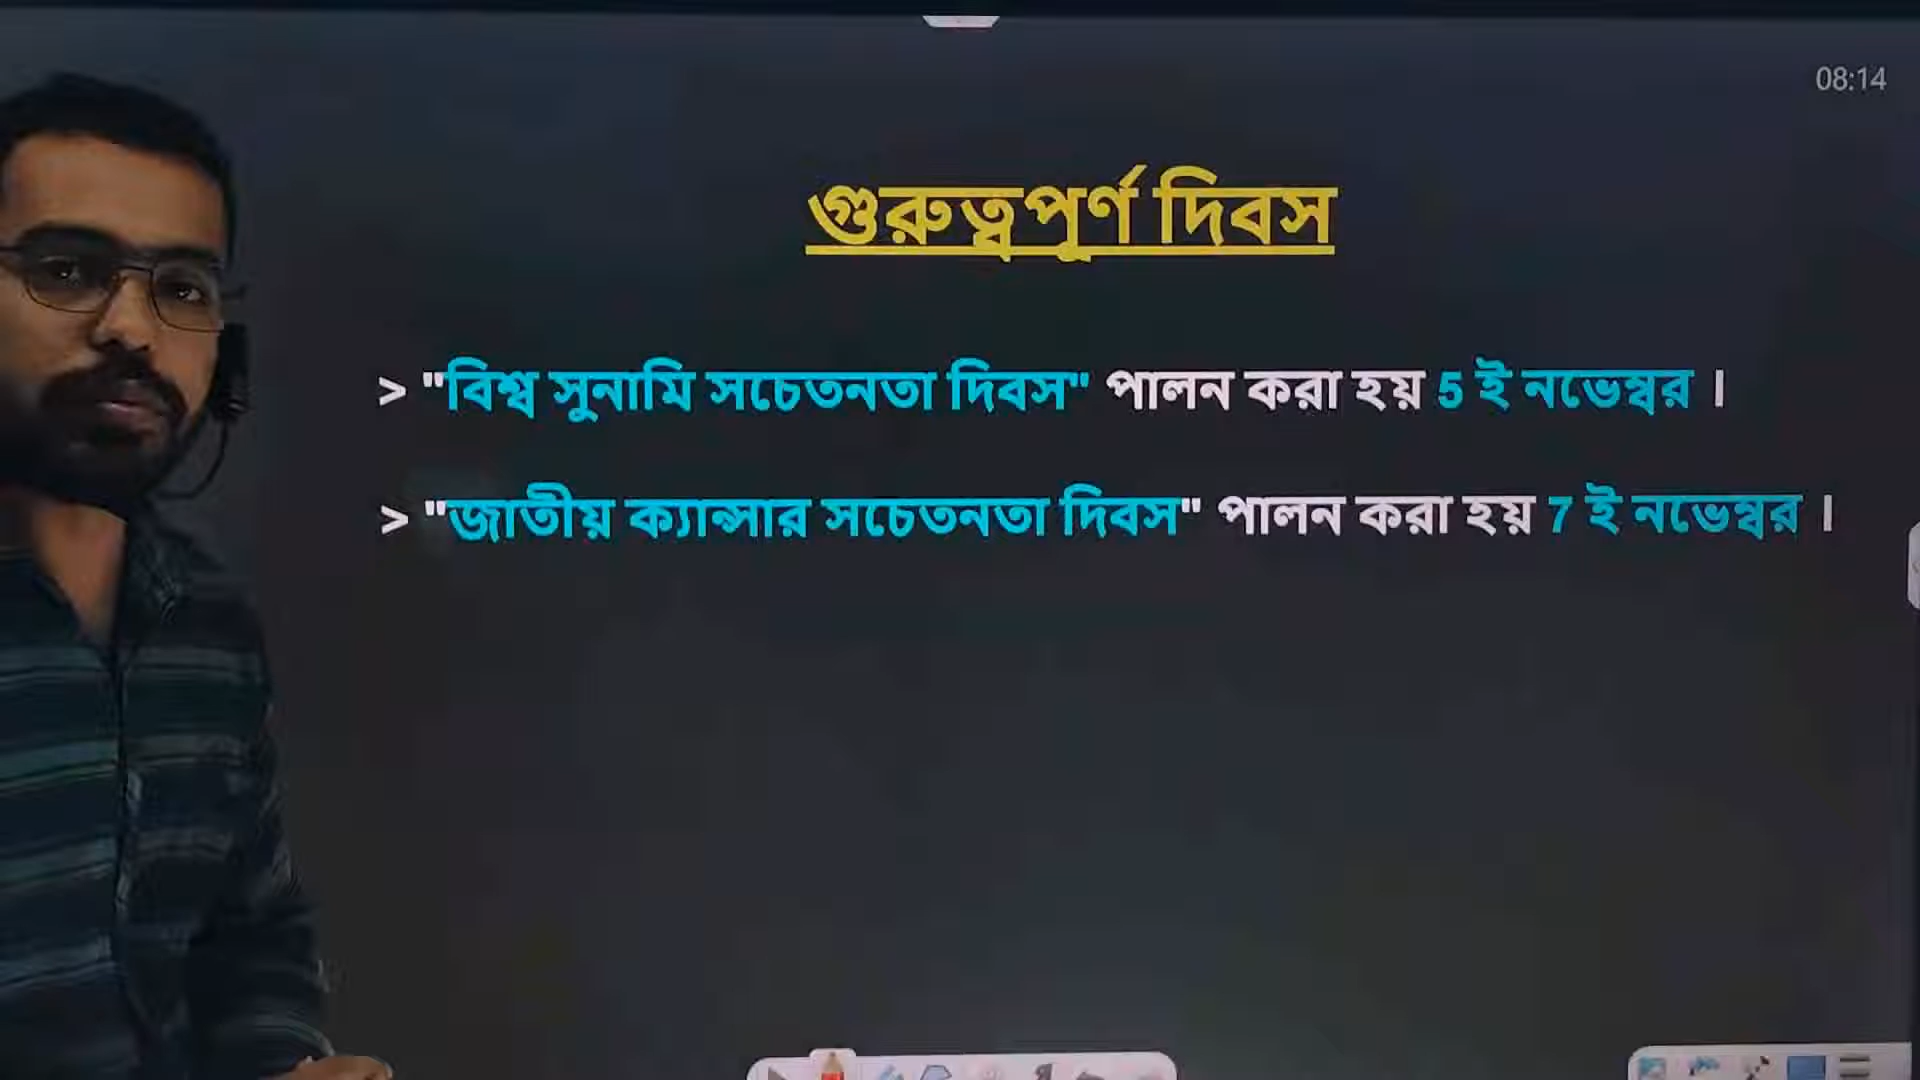 08:14
গুরুত্বপূর্ণ দিবস
> "বিশ্ব সুনামি সচেতনতা দিবস" পালন করা হয় 5 ই নভেম্বর ।
> "জাতীয় ক্যান্সার সচেতনতা দিবস" পালন করা হয় 7 ই নভেম্বর ।